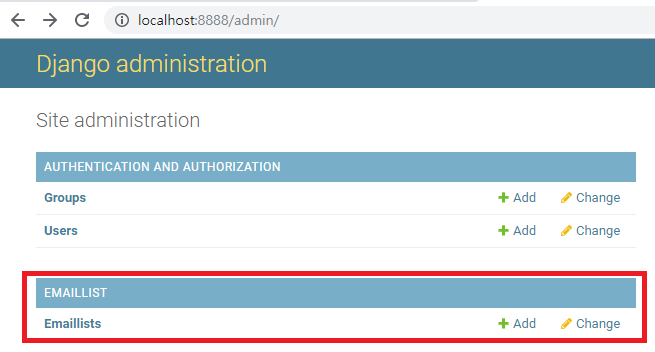 localhost:8888/admin/
Django administration
Site administration
AUTHENTICATION AND AUTHORIZATION
Groups Add Change
Users Add Change
EMAILLIST
Emaillists Add Change